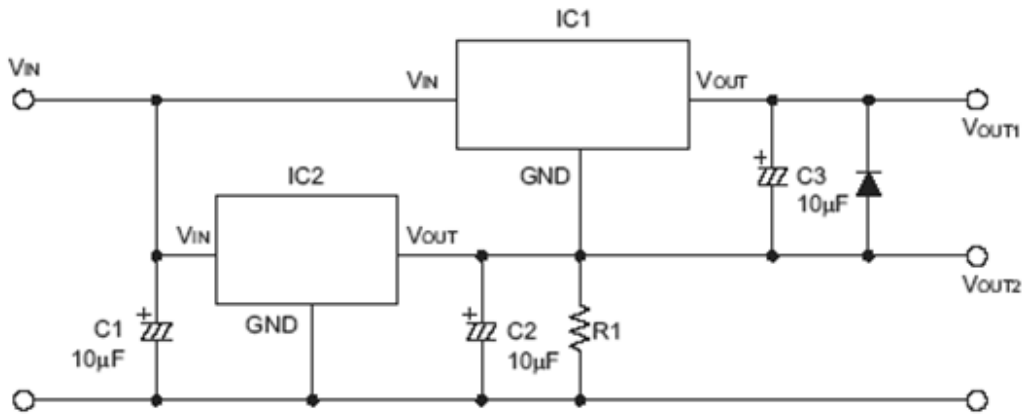 IC1
VIN
VIN
VOUT
VOUT1
GND
+
C3
10μF
IC2
VIN
VOUT
VOUT2
GND
+
C1
10μF
+
C2
10μF
R1